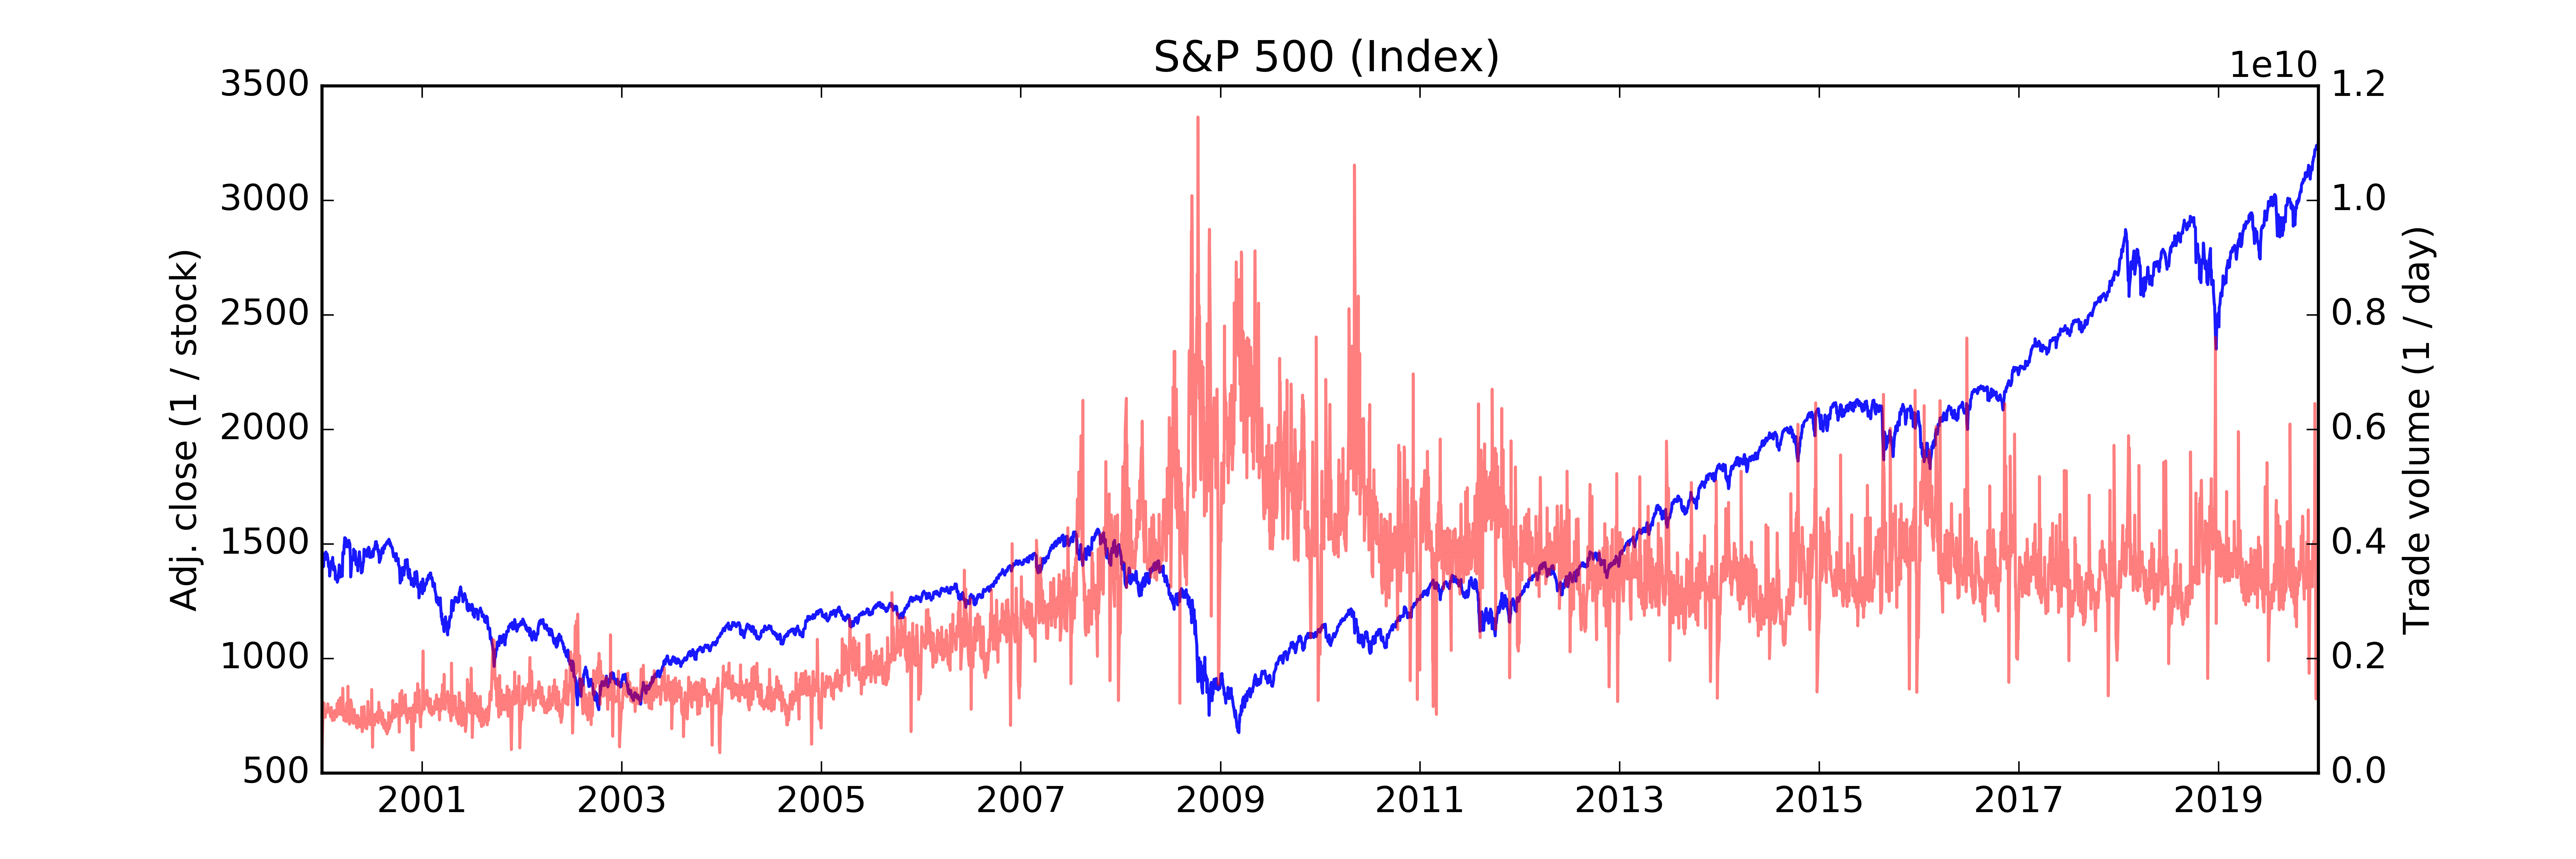 S&P 500 (Index)
1e10
3500
3000
2500
2000
1500
1000
500
Adj. close (1 / stock)
1.2
1.0
0.8
0.6
0.4
0.2
0.0
Trade volume (1 / day)
2001 2003 2005 2007 2009 2011 2013 2015 2017 2019